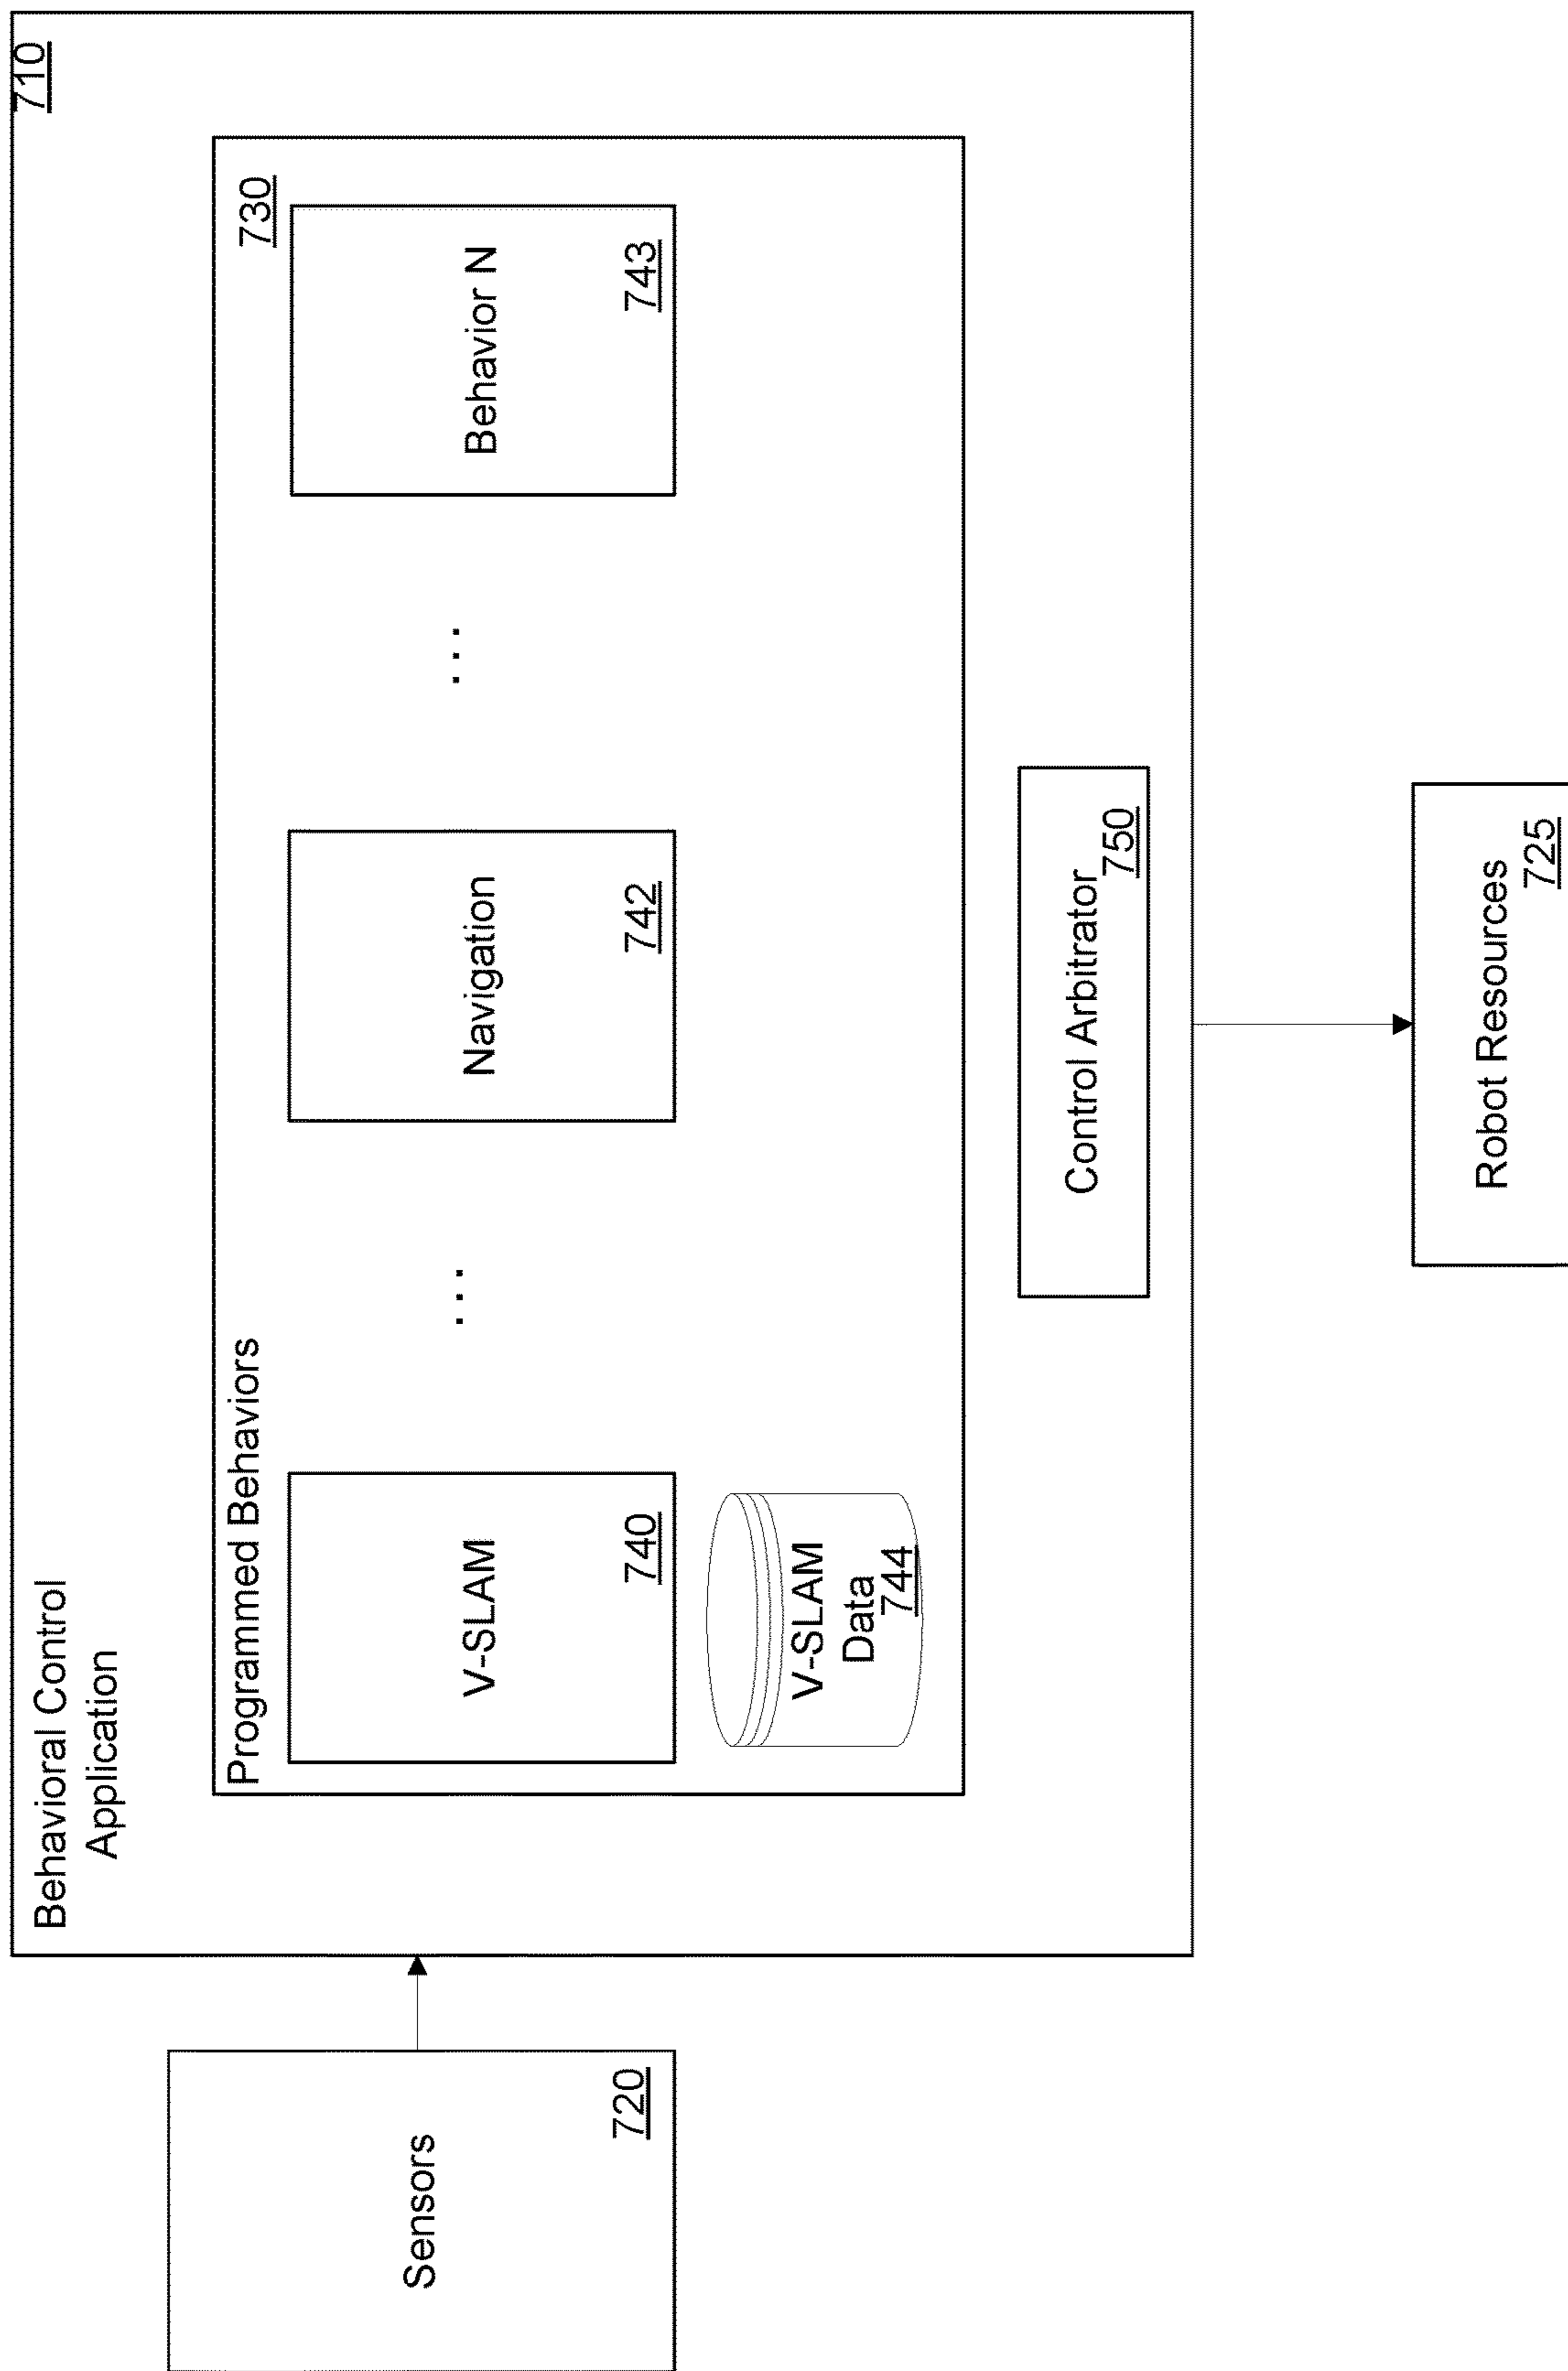 Behavioral Control
Application
710
Sensors
720
Programmed Behaviors
730
V-SLAM
740
...
Navigation
742
...
Behavior N
743
V-SLAM
Data
744
Control Arbitrator
750
Robot Resources
725